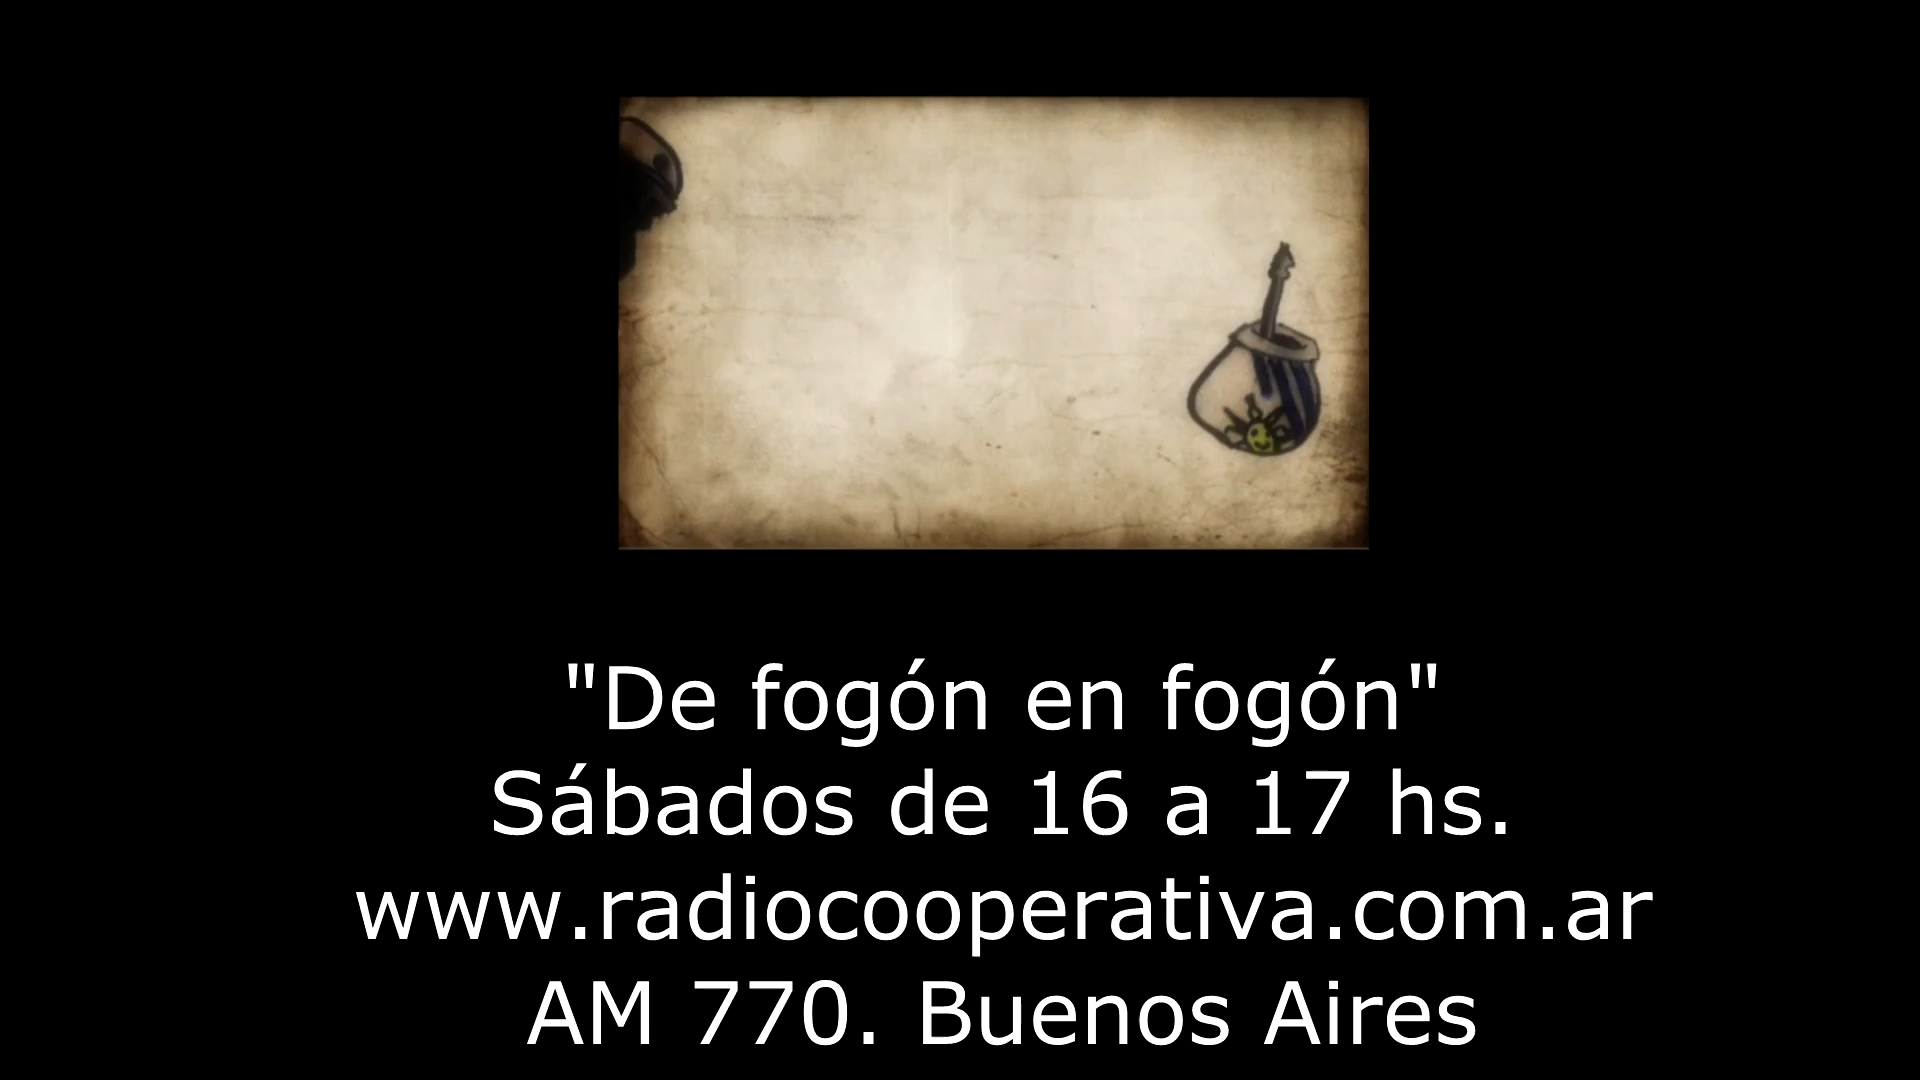 "De fogón en fogón"
Sábados de 16 a 17 hs.
www.radiocooperativa.com.ar
AM 770. Buenos Aires